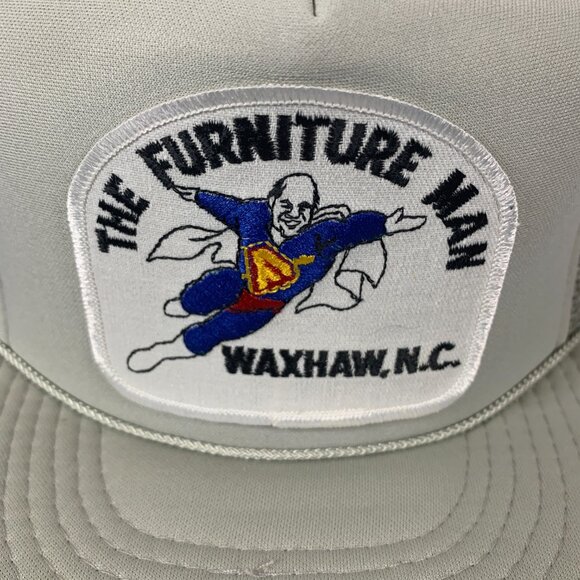 THE FURNITURE MAN
A
WAXHAW, N.C.